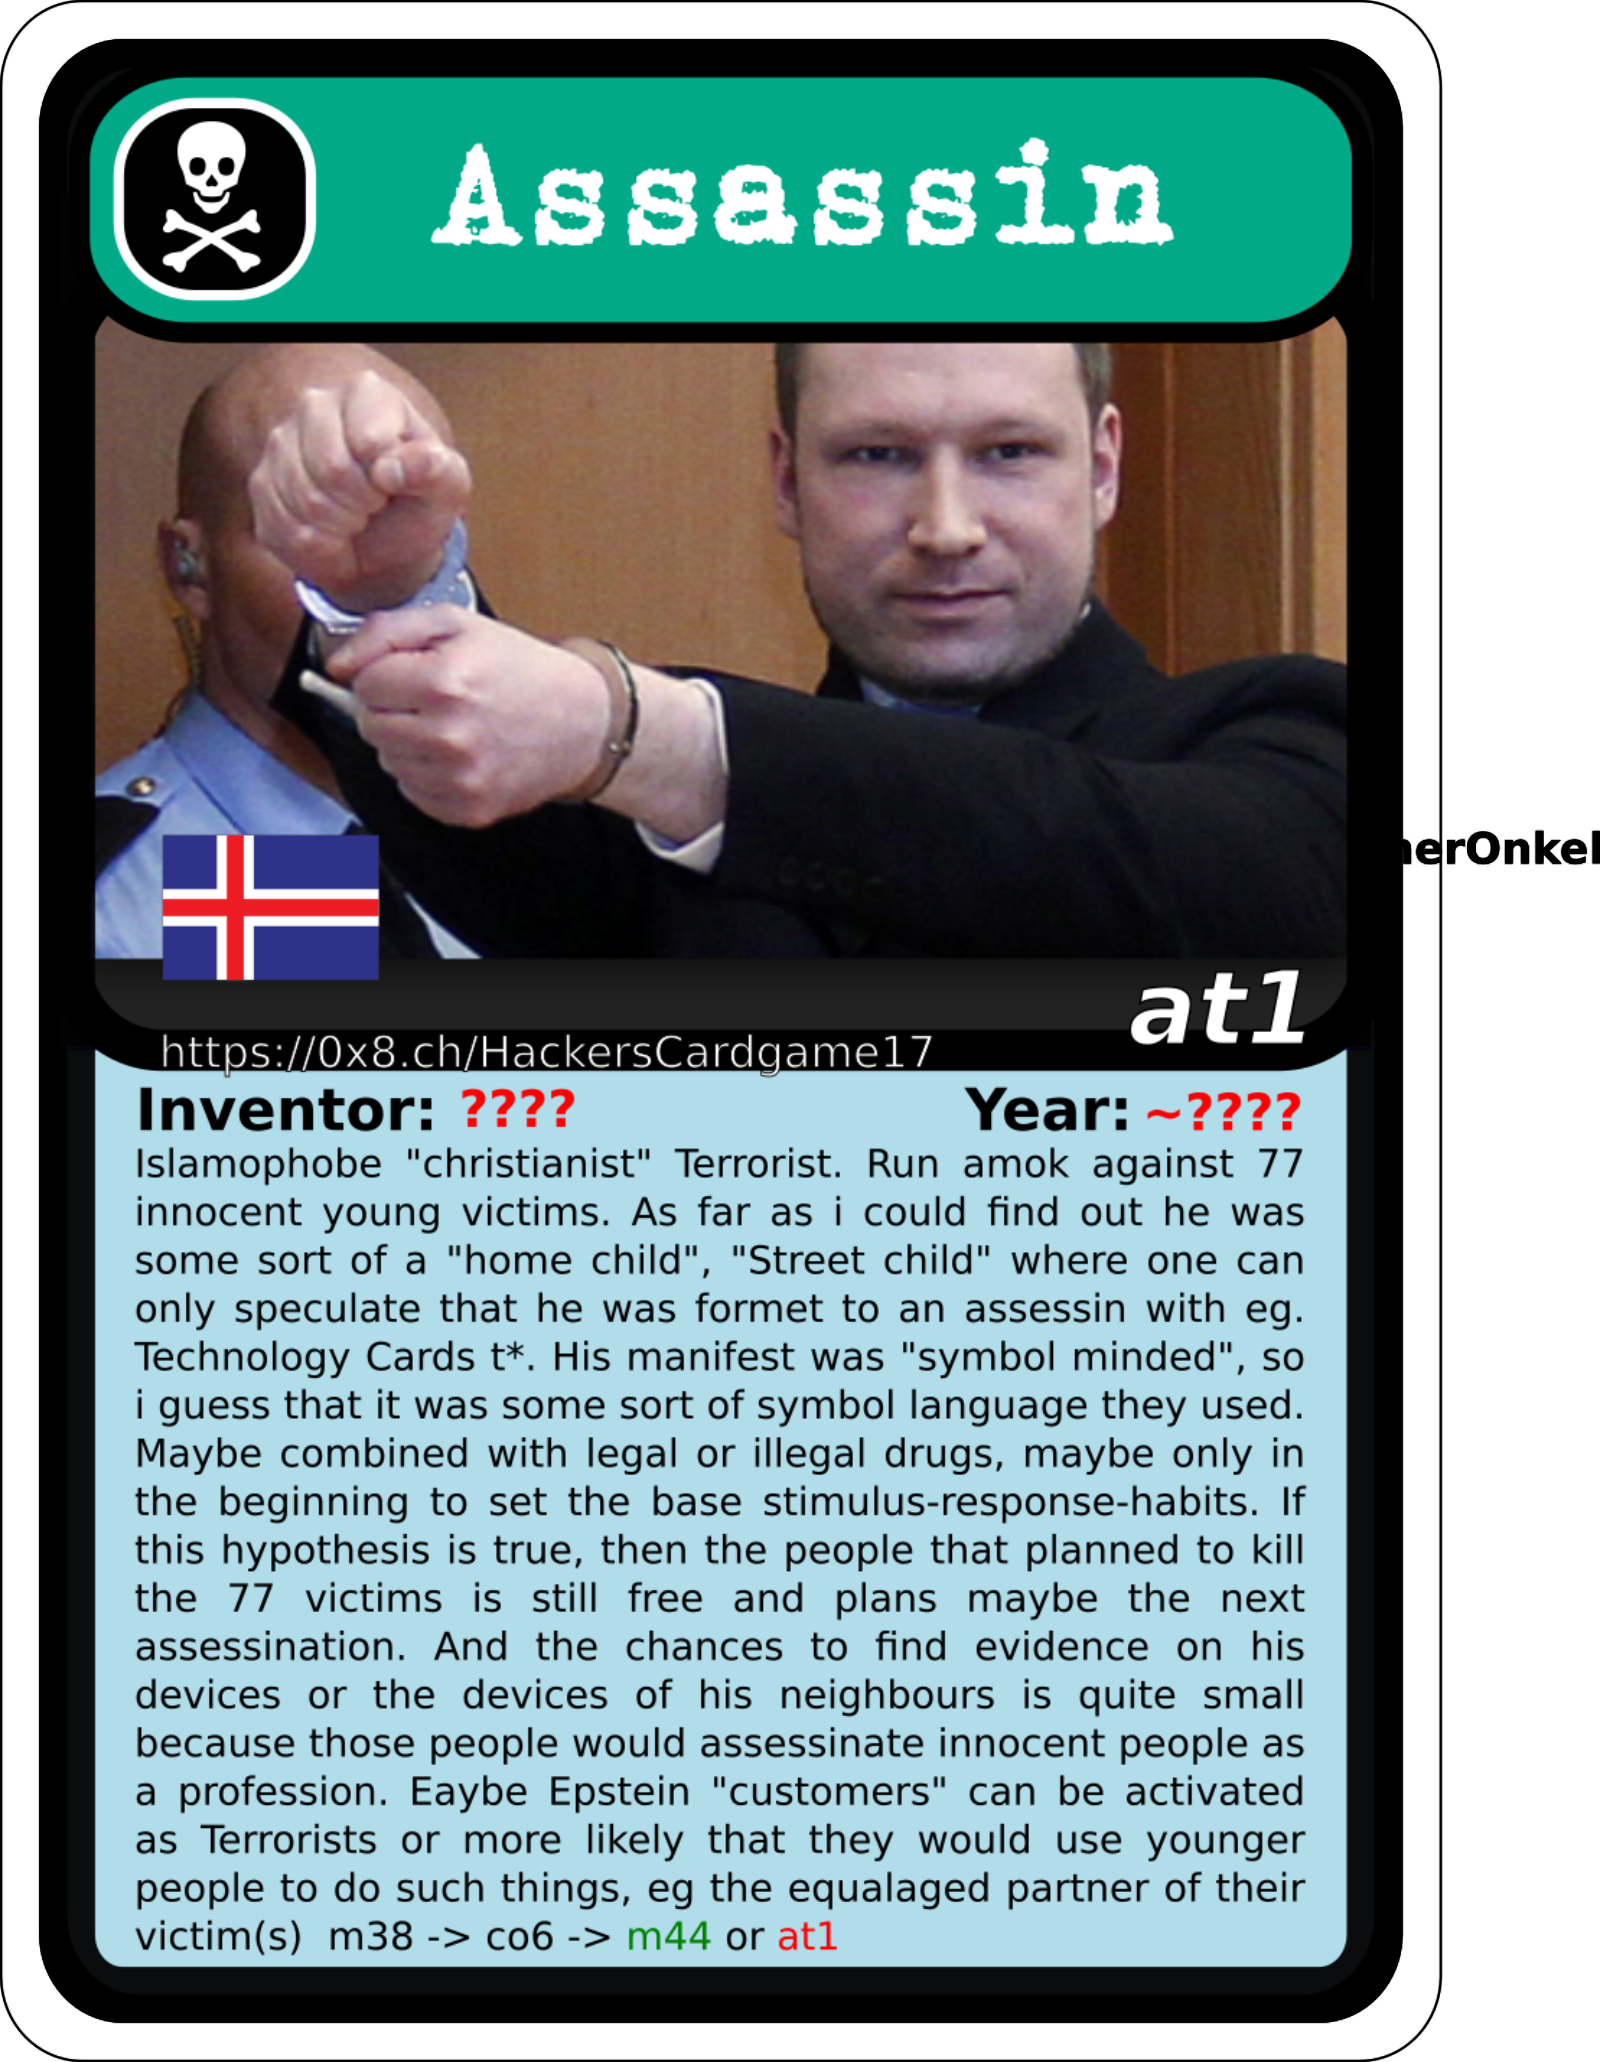 Assassin
nerOnkel
at1
https://0x8.ch/HackersCardgame17
Inventor: ???? Year: ~????
Islamophobe "christianist" Terrorist. Run amok against 77
innocent young victims. As far as i could find out he was
some sort of a "home child", "Street child" where one can
only speculate that he was formet to an assessin with eg.
Technology Cards t*. His manifest was "symbol minded", so
i guess that it was some sort of symbol language they used.
Maybe combined with legal or illegal drugs, maybe only in
the beginning to set the base stimulus-response-habits. If
this hypothesis is true, then the people that planned to kill
the 77 victims is still free and plans maybe the next
assessination. And the chances to find evidence on his
devices or the devices of his neighbours is quite small
because those people would assessinate innocent people as
a profession. Eaybe Epstein "customers" can be activated
as Terrorists or more likely that they would use younger
people to do such things, eg the equalaged partner of their
victim(s) m38 -> co6 -> m44 or at1